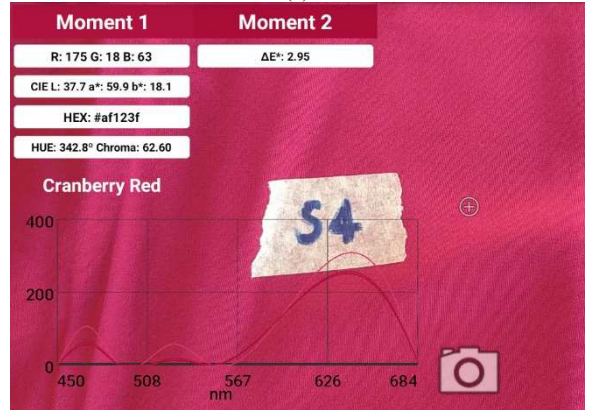 Moment 1 Moment 2
R: 175 G: 18 B: 63 ΔE*: 2.95
CIE L: 37.7 a*: 59.9 b*: 18.1
HEX: #af123f
HUE: 342.8º Chroma: 62.60
Cranberry Red
S4
400
200
0
450 508 567 626 684
nm